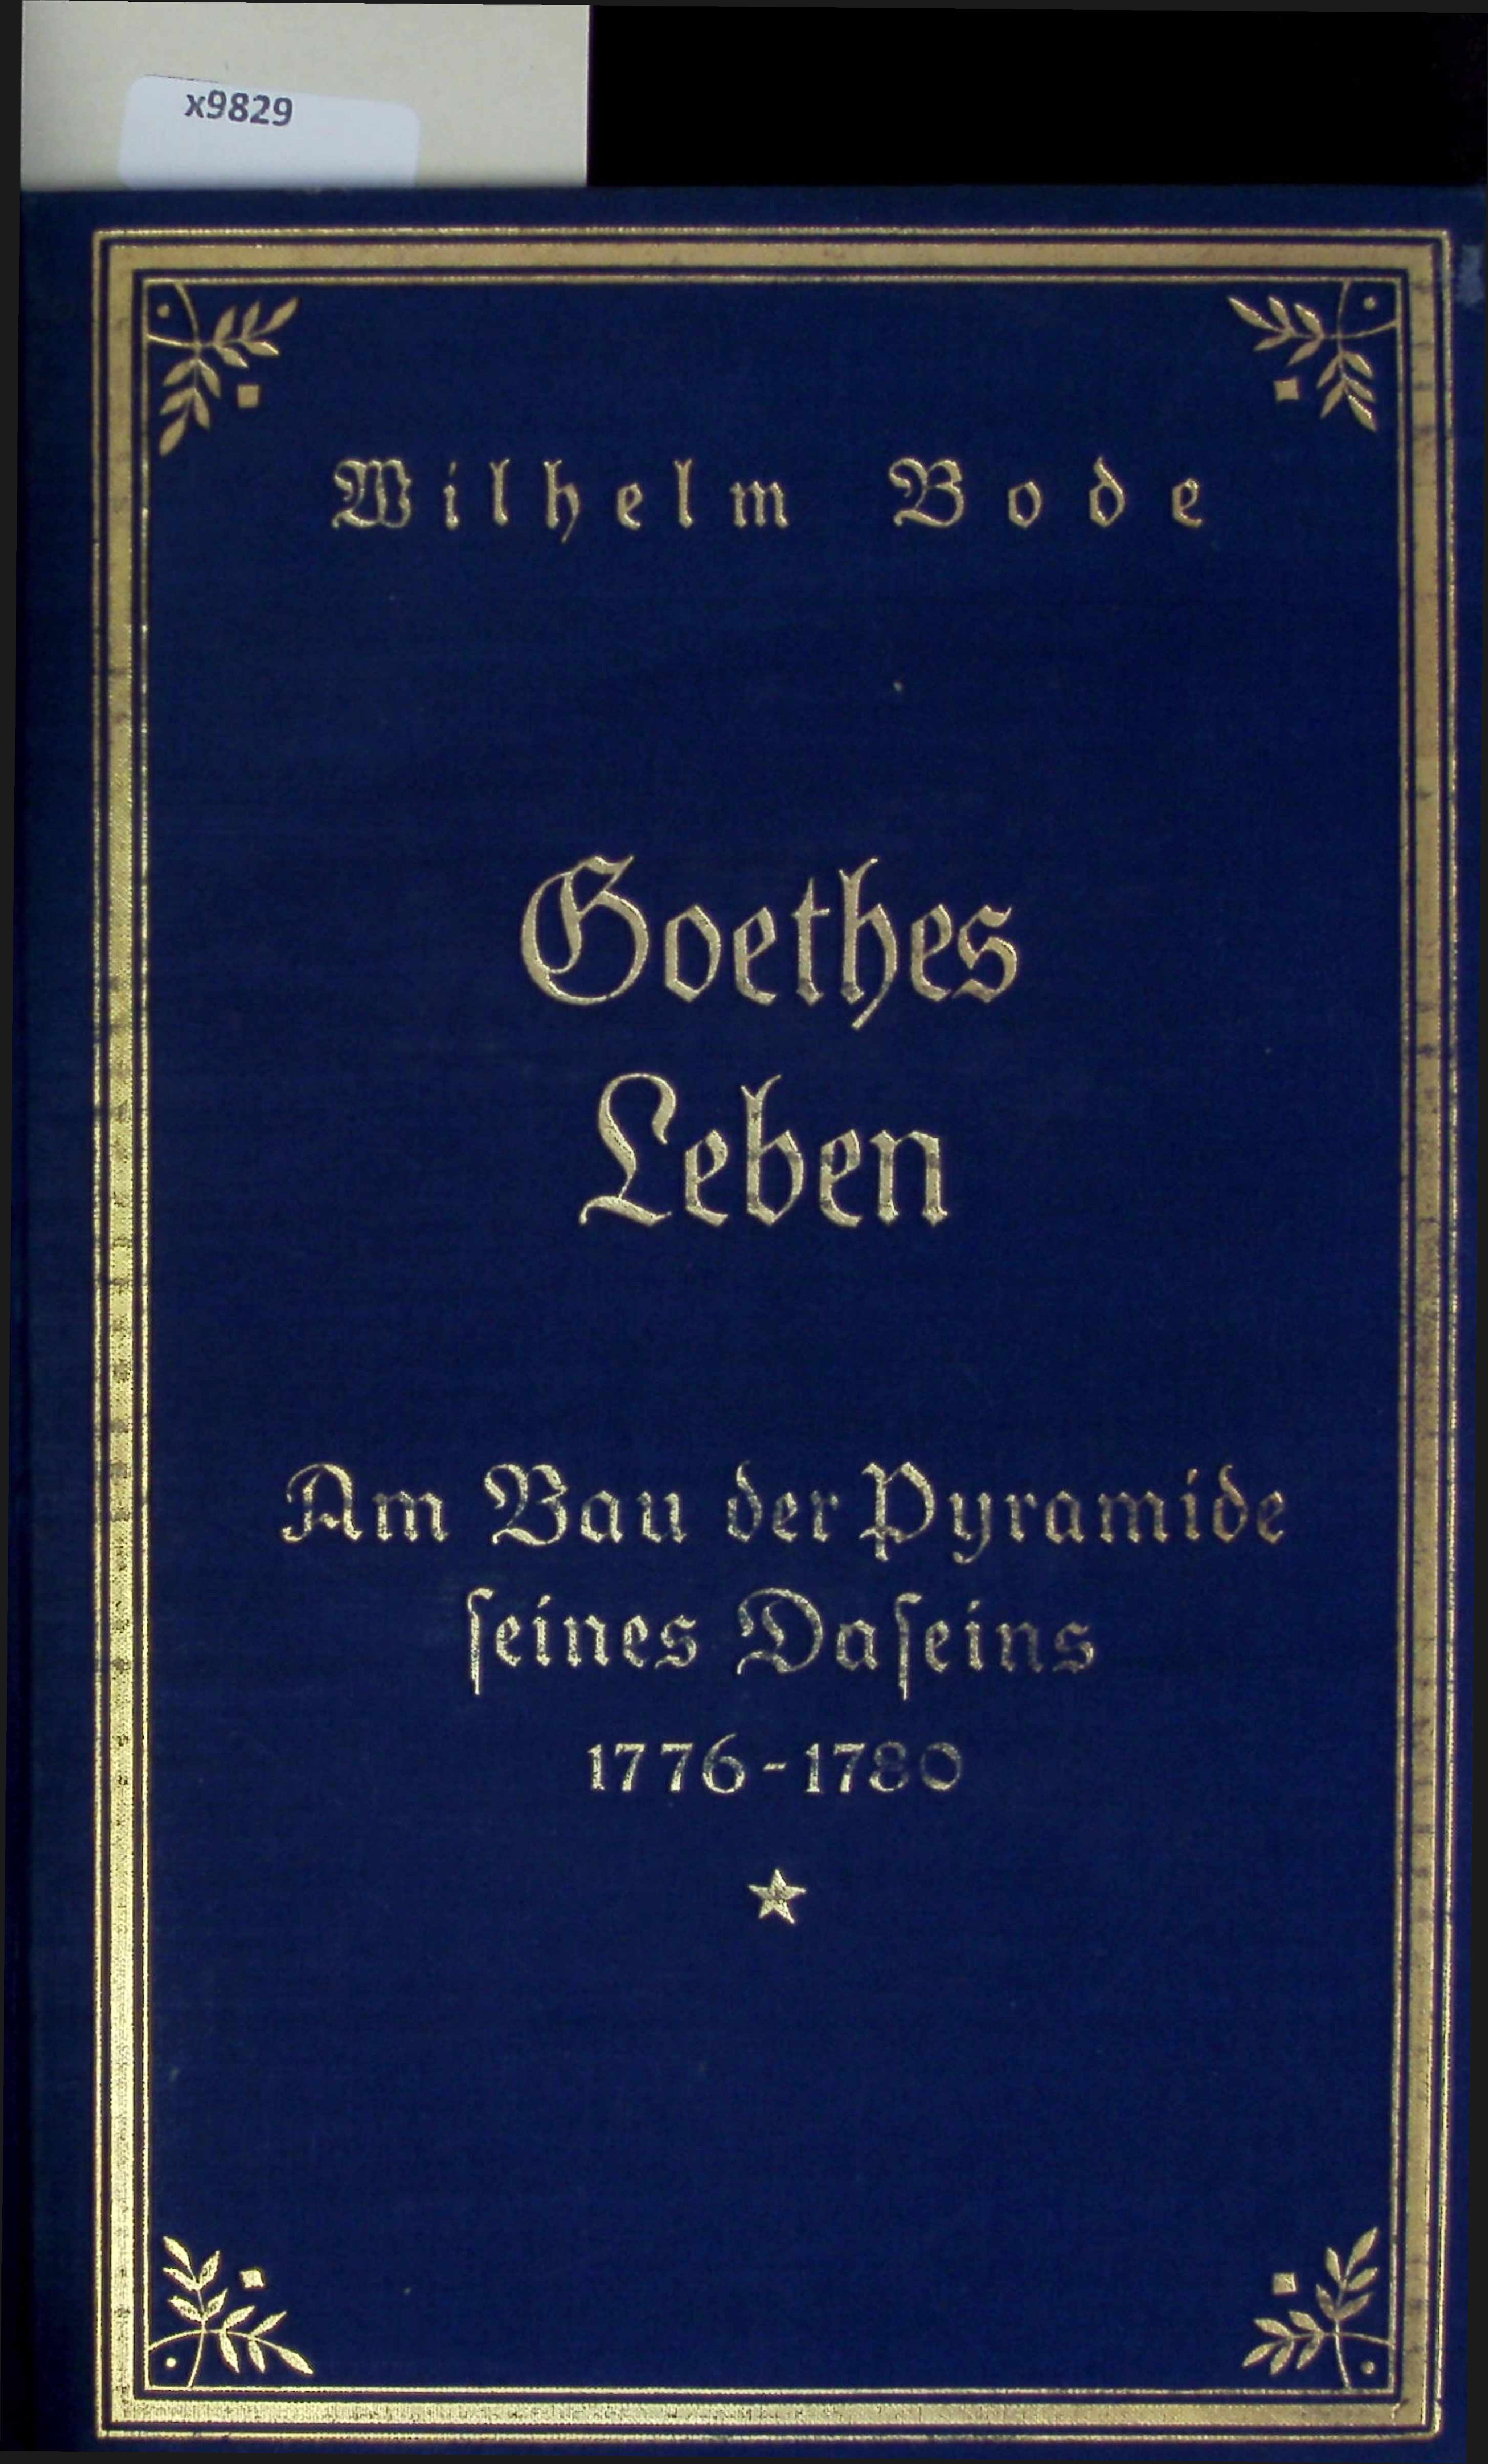 x9829
Wilhelm Bode
Goethes
Leben
Am Bau der Pyramide
ſeines Daſeins
1776-1780